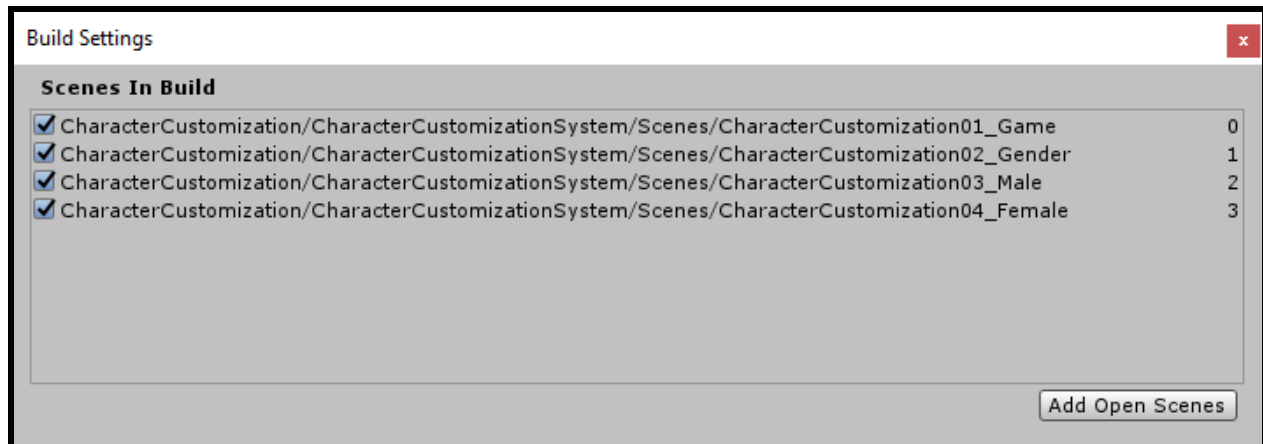 Build Settings
x
Scenes In Build
CharacterCustomization/CharacterCustomizationSystem/Scenes/CharacterCustomization01_Game 0
CharacterCustomization/CharacterCustomizationSystem/Scenes/CharacterCustomization02_Gender 1
CharacterCustomization/CharacterCustomizationSystem/Scenes/CharacterCustomization03_Male 2
CharacterCustomization/CharacterCustomizationSystem/Scenes/CharacterCustomization04_Female 3
Add Open Scenes